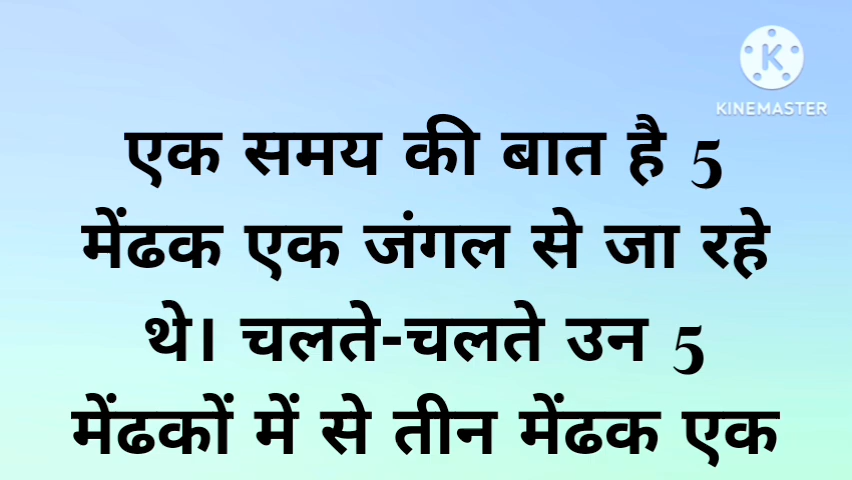 KINEMASTER
एक समय की बात है 5
मेंढक एक जंगल से जा रहे
थे। चलते-चलते उन 5
मेंढकों में से तीन मेंढक एक